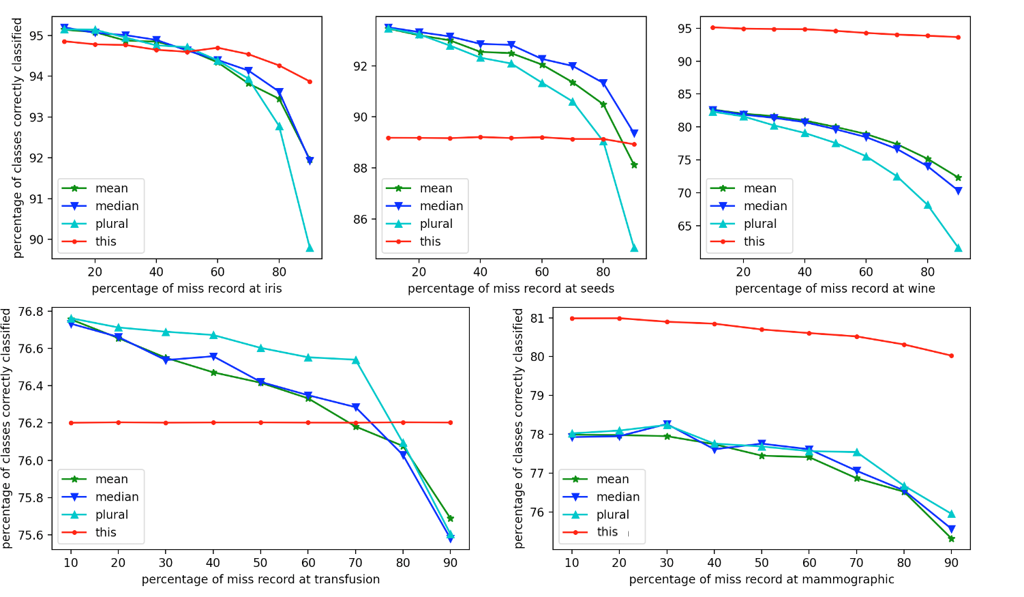 percentage of classes correctly classified
95
94
93
92
91
90
mean
median
plural
this
20 40 60 80
percentage of miss record at iris
92
90
88
86
mean
median
plural
this
20 40 60 80
percentage of miss record at seeds
95
90
85
80
75
70
65
mean
median
plural
this
20 40 60 80
percentage of miss record at wine
percentage of classes correctly classified
76.8
76.6
76.4
76.2
76.0
75.8
75.6
mean
median
plural
this
10 20 30 40 50 60 70 80 90
percentage of miss record at transfusion
percentage of classes correctly classified
81
80
79
78
77
76
mean
median
plural
this
10 20 30 40 50 60 70 80 90
percentage of miss record at mammographic